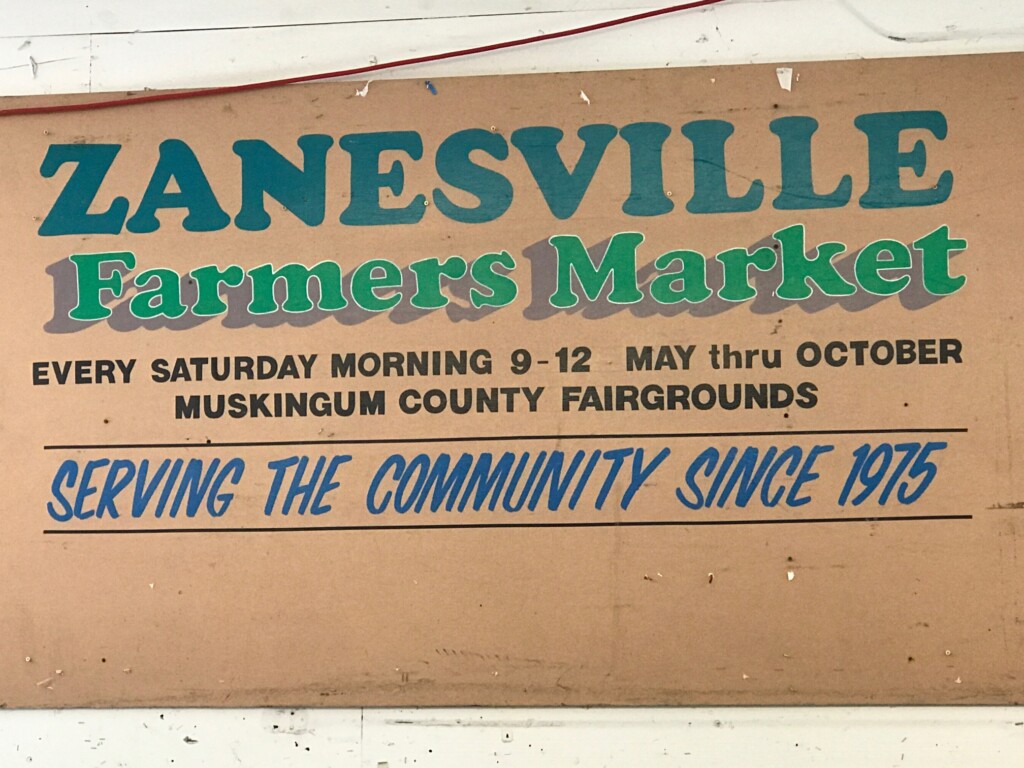 ZANESVILLE
Farmers Market
EVERY SATURDAY MORNING 9-12 MAY thru OCTOBER
MUSKINGUM COUNTY FAIRGROUNDS
SERVING THE COMMUNITY SINCE 1975